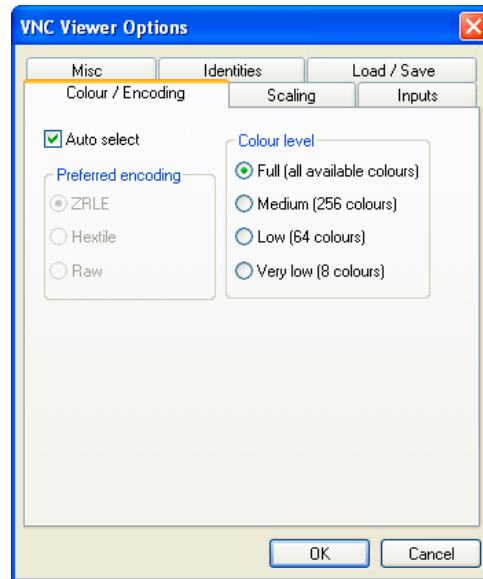 VNC Viewer Options
Misc Identities Load / Save
Colour / Encoding Scaling Inputs
Auto select
Preferred encoding
ZRLE
Hextile
Raw
Colour level
Full (all available colours)
Medium (256 colours)
Low (64 colours)
Very low (8 colours)
OK Cancel